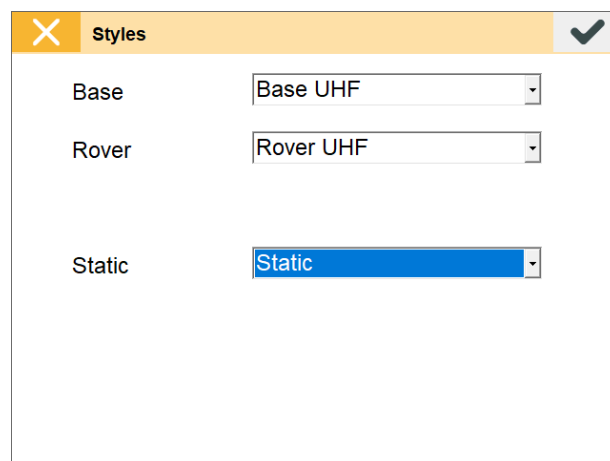 Styles
Base Base UHF
Rover Rover UHF
Static Static